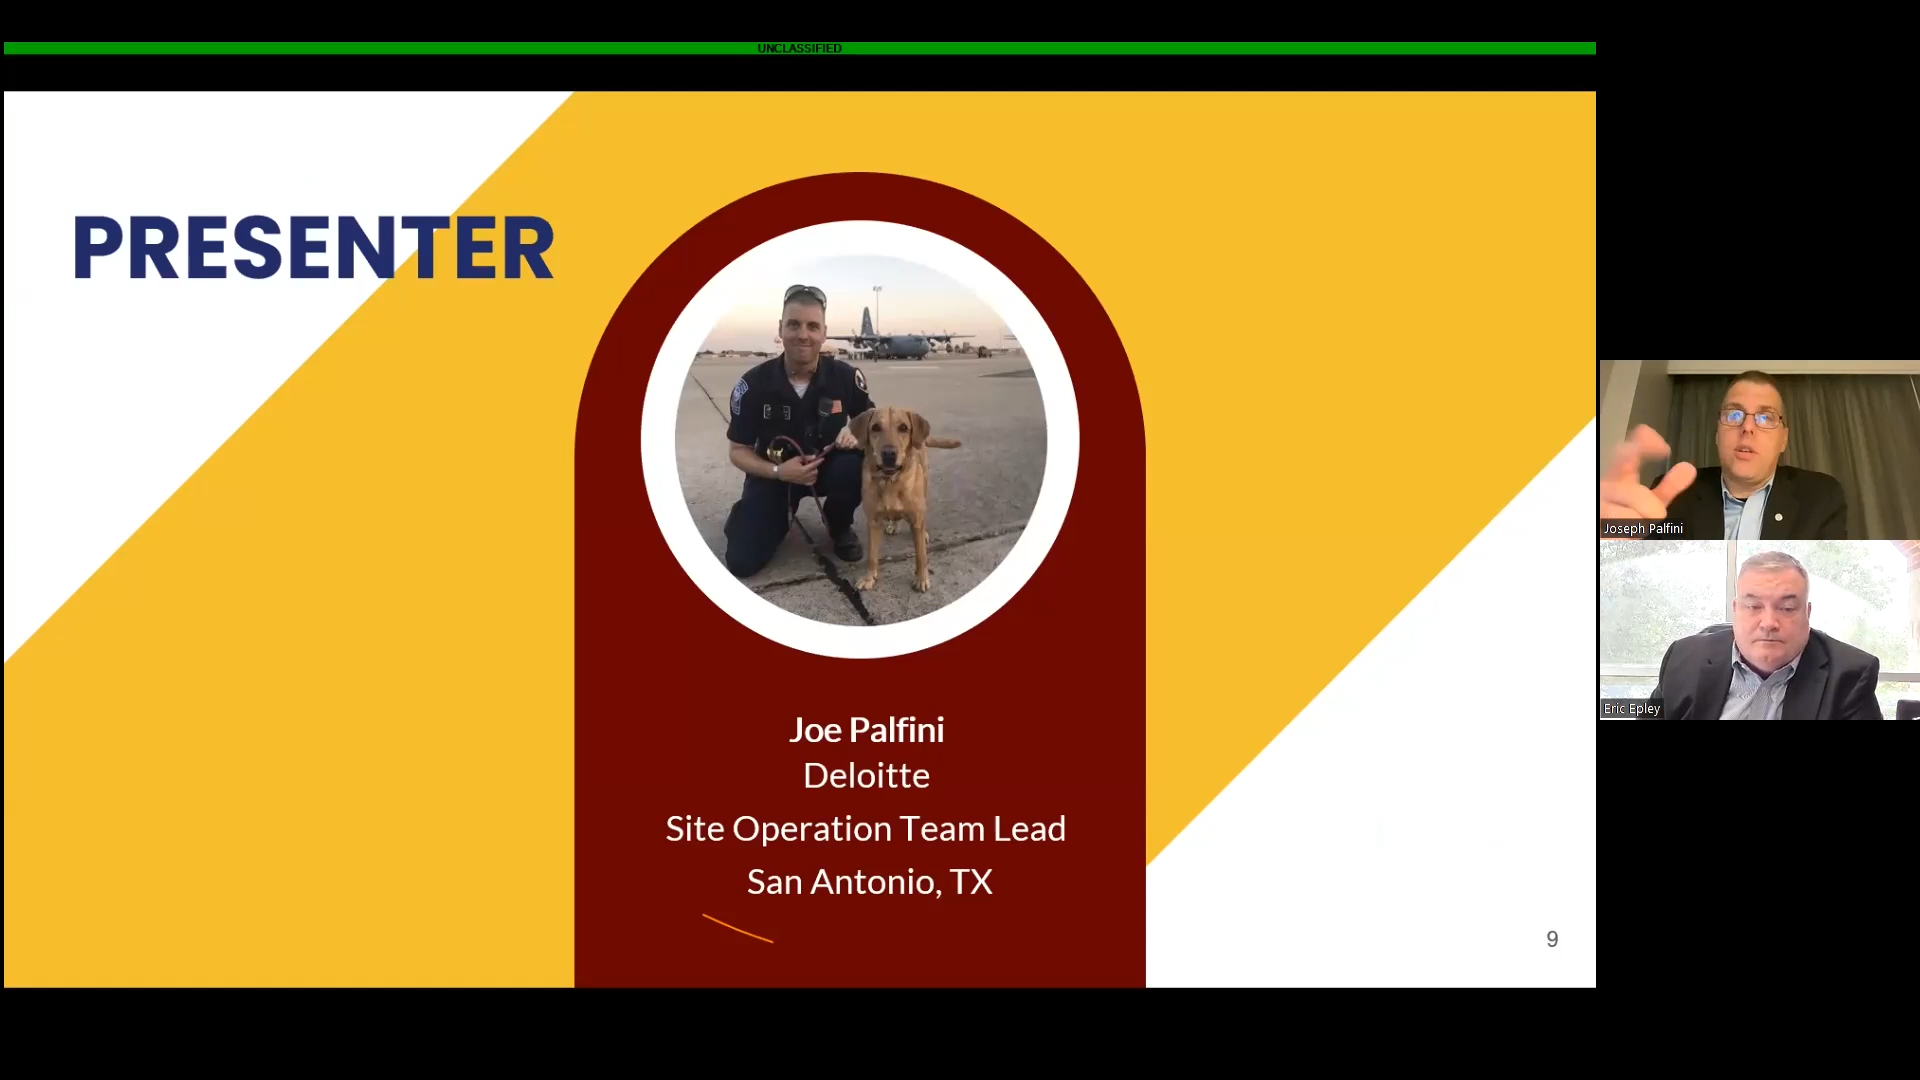 UNCLASSIFIED
PRESENTER
Joe Palfini
Deloitte
Site Operation Team Lead
San Antonio, TX
9
Joseph Palfini
Eric Epley